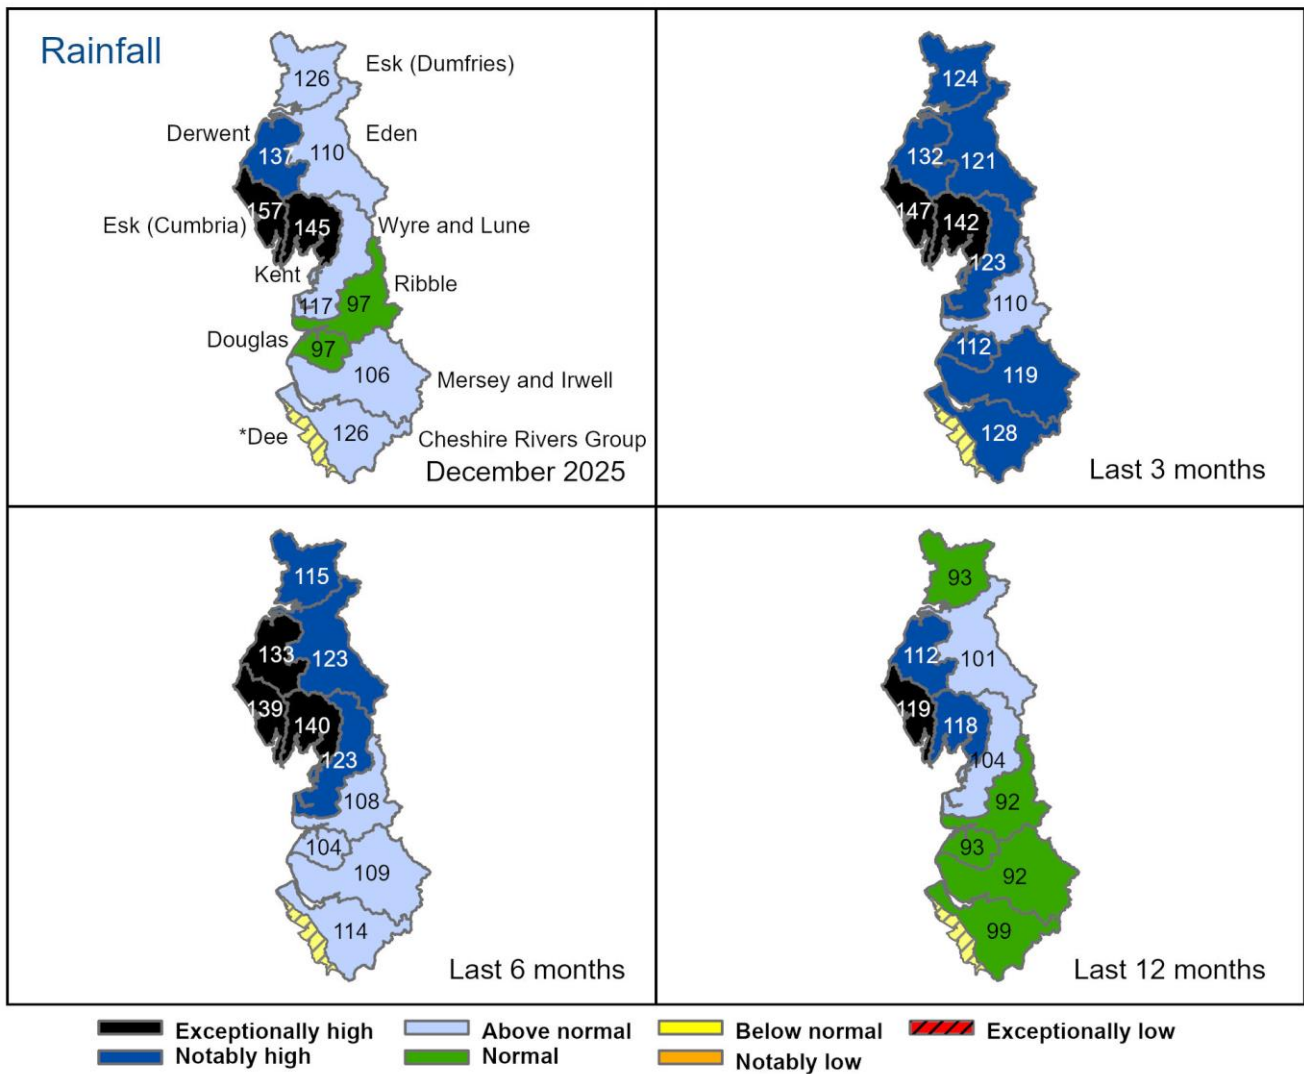 Rainfall
126
Esk (Dumfries)
Derwent
137
110
Eden
Esk (Cumbria)
157
145
Wyre and Lune
Kent
117
97
Ribble
Douglas
97
106
Mersey and Irwell
*Dee
126
Cheshire Rivers Group
December 2025
124
132
121
147
142
123
110
112
119
128
Last 3 months
115
133
123
139
140
123
108
104
109
114
Last 6 months
93
112
101
119
118
104
92
93
92
99
Last 12 months
Exceptionally high
Above normal
Below normal
Exceptionally low
Notably high
Normal
Notably low